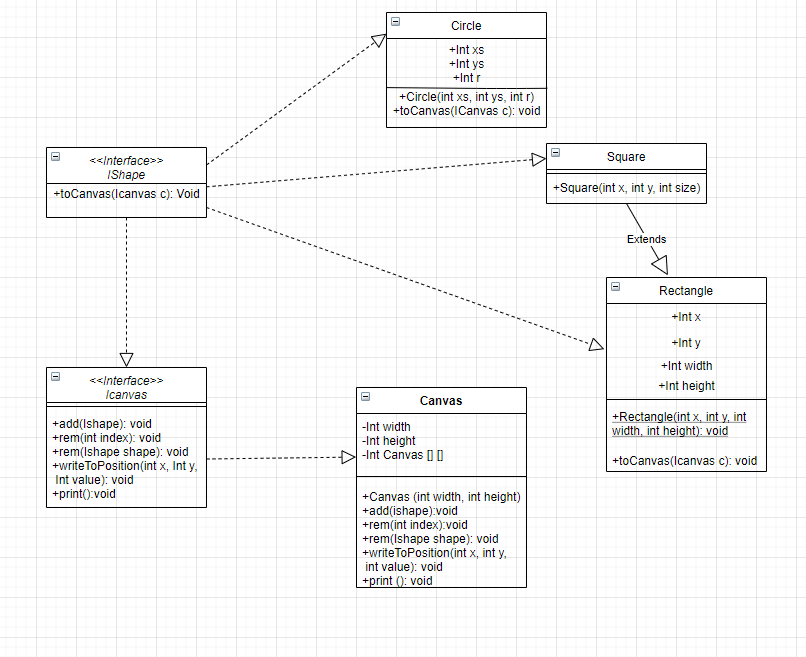 Circle
+Int xs
+Int ys
+Int r
+Circle(int xs, int ys, int r)
+toCanvas(ICanvas c): void
<<Interface>>
IShape
+toCanvas(Icanvas c): Void
Square
+Square(int x, int y, int size)
Extends
Rectangle
+Int x
+Int y
+Int width
+Int height
+Rectangle(int x, int y, int
width, int height): void
+toCanvas(Icanvas c): void
<<Interface>>
Icanvas
+add(Ishape): void
+rem(int index): void
+rem(Ishape shape): void
+writeToPosition(int x, Int y,
Int value): void
+print():void
Canvas
-Int width
-Int height
-Int Canvas [] []
+Canvas (int width, int height)
+add(ishape):void
+rem(int index):void
+rem(Ishape shape): void
+writeToPosition(int x, int y,
int value): void
+print (): void